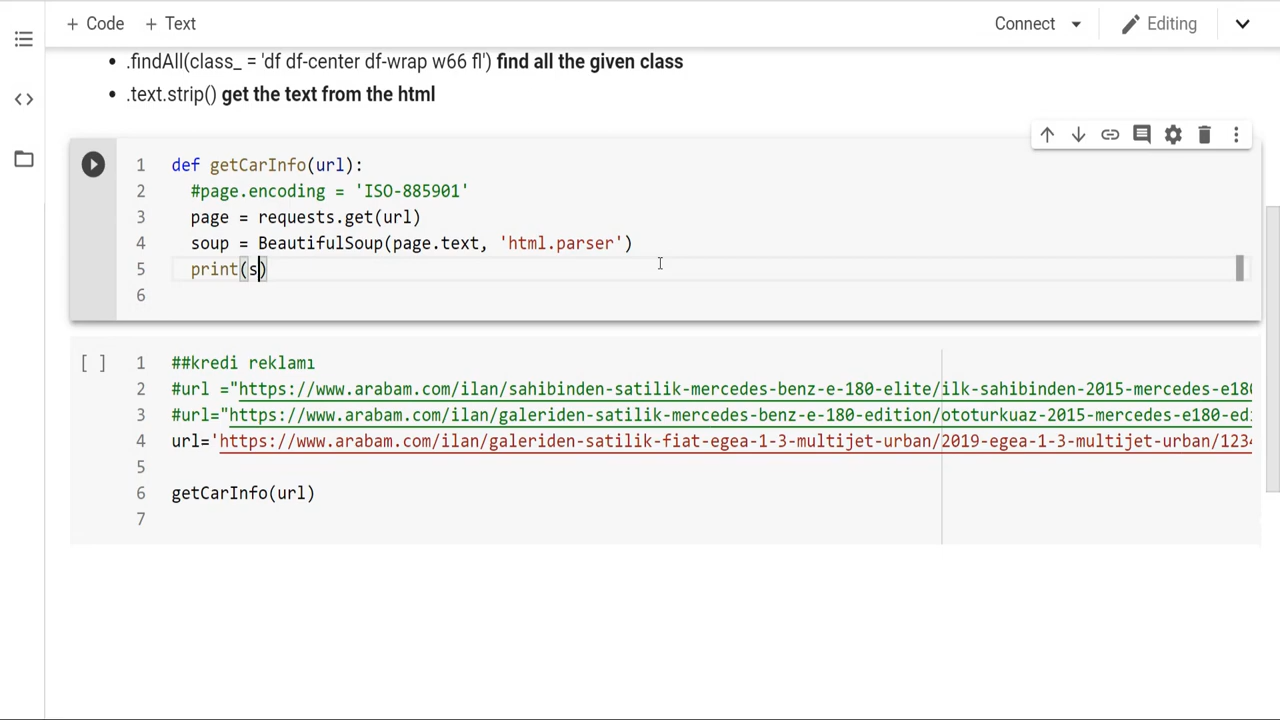 + Code + Text Connect Editing
.findAll(class_ = 'df df-center df-wrap w66 fl') find all the given class
.text.strip() get the text from the html
1 def getCarInfo(url):
2 #page.encoding = 'ISO-885901'
3 page = requests.get(url)
4 soup = BeautifulSoup(page.text, 'html.parser')
5 print(s)
6
[ ] 1 ##kredi reklamı
2 #url ="https://www.arabam.com/ilan/sahibinden-satilik-mercedes-benz-e-180-elite/ilk-sahibinden-2015-mercedes-e180
3 #url="https://www.arabam.com/ilan/galeriden-satilik-mercedes-benz-e-180-edition/ototurkuaz-2015-mercedes-e180-edi
4 url='https://www.arabam.com/ilan/galeriden-satilik-fiat-egea-1-3-multijet-urban/2019-egea-1-3-multijet-urban/1234
5
6 getCarInfo(url)
7